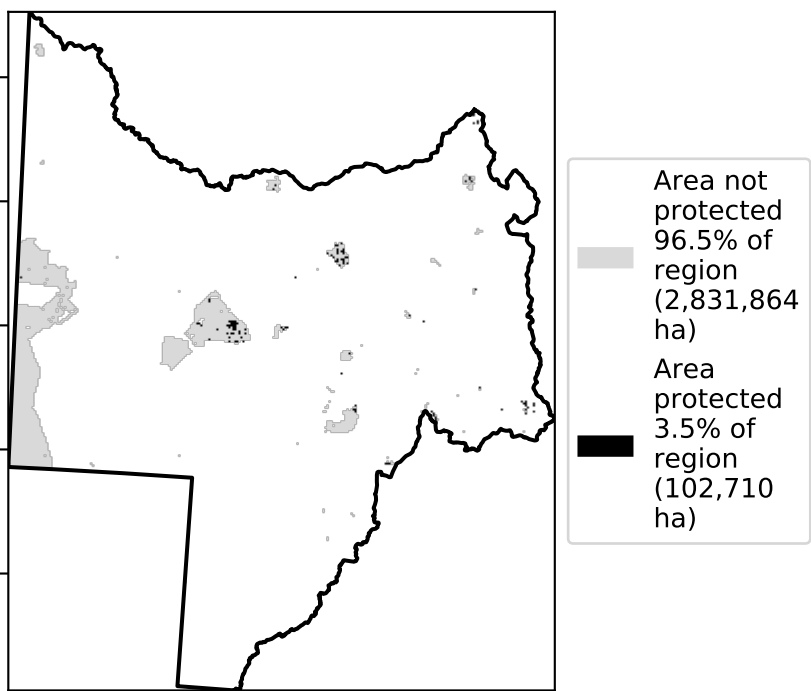 Area not
protected
96.5% of
region
(2,831,864
ha)
Area
protected
3.5% of
region
(102,710
ha)